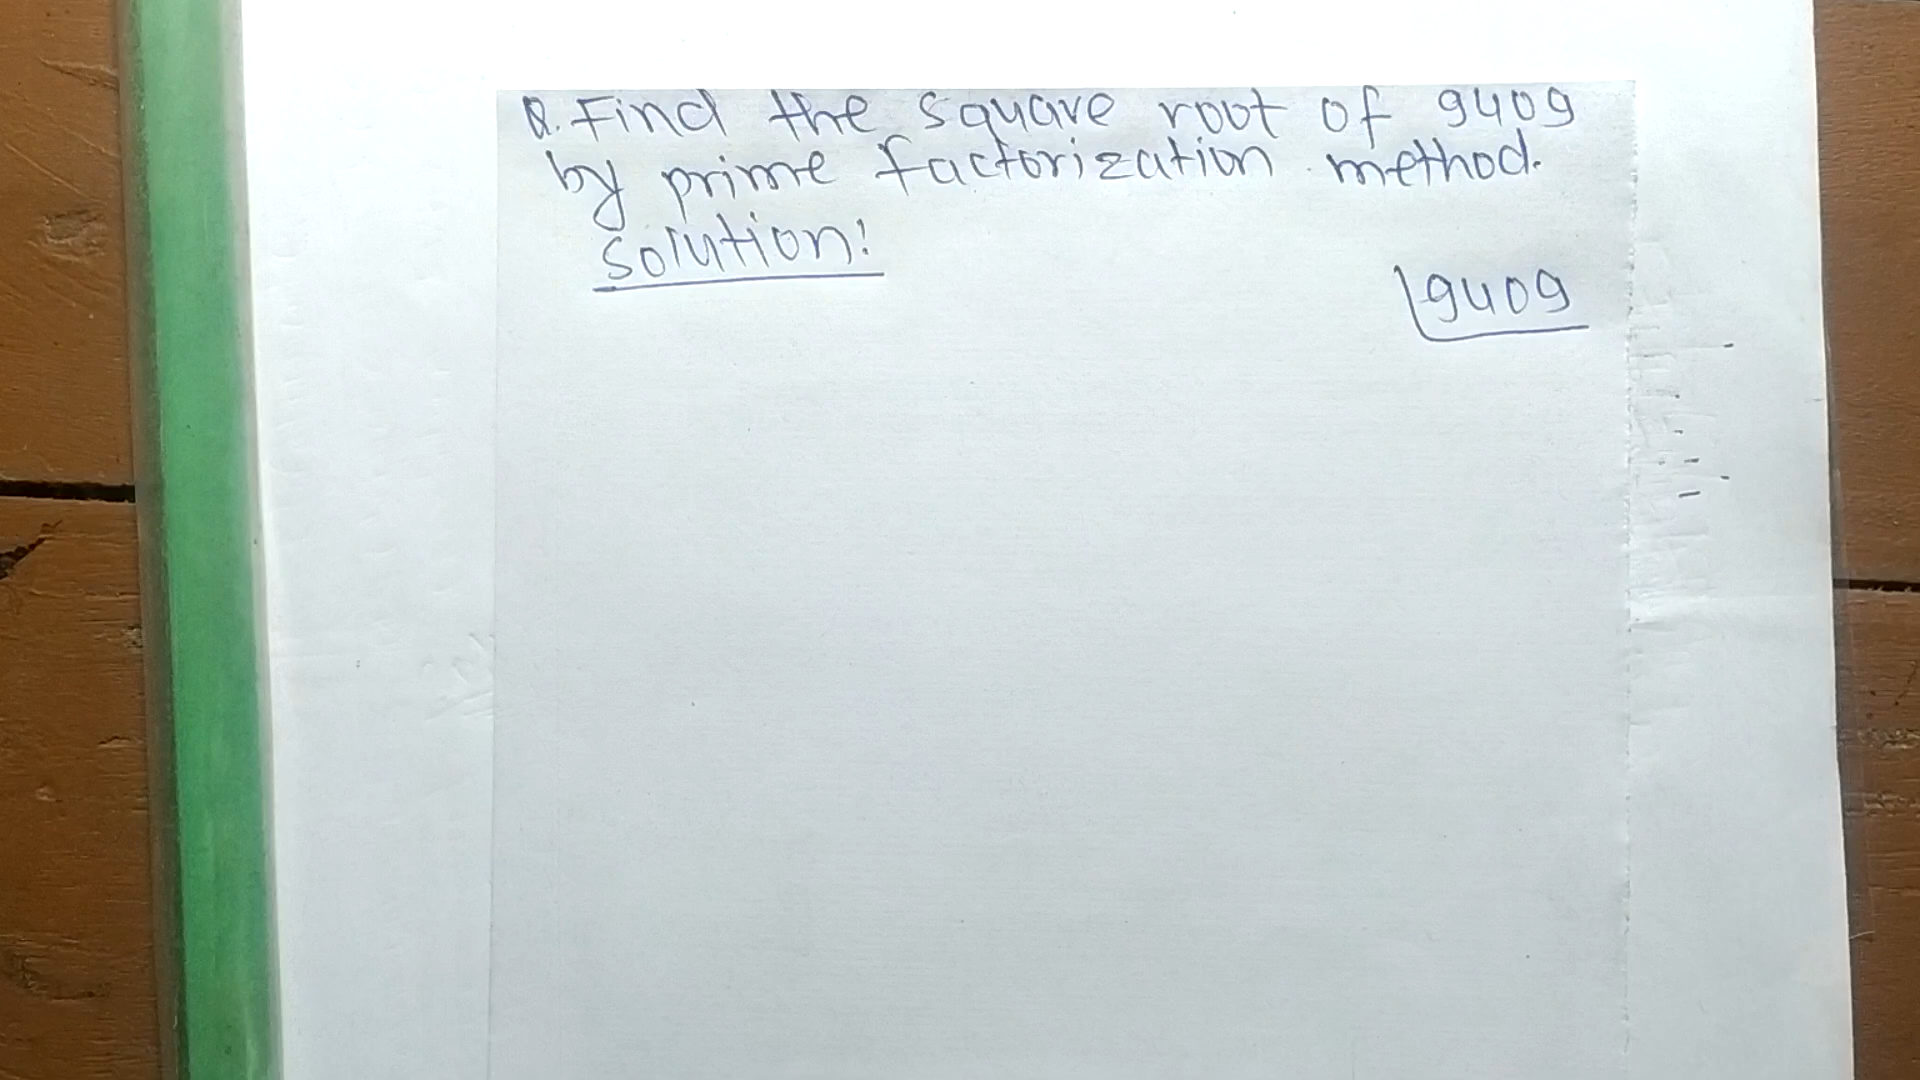 Q. Find the square root of 9409
by prime factorization method.
Solution:
9409